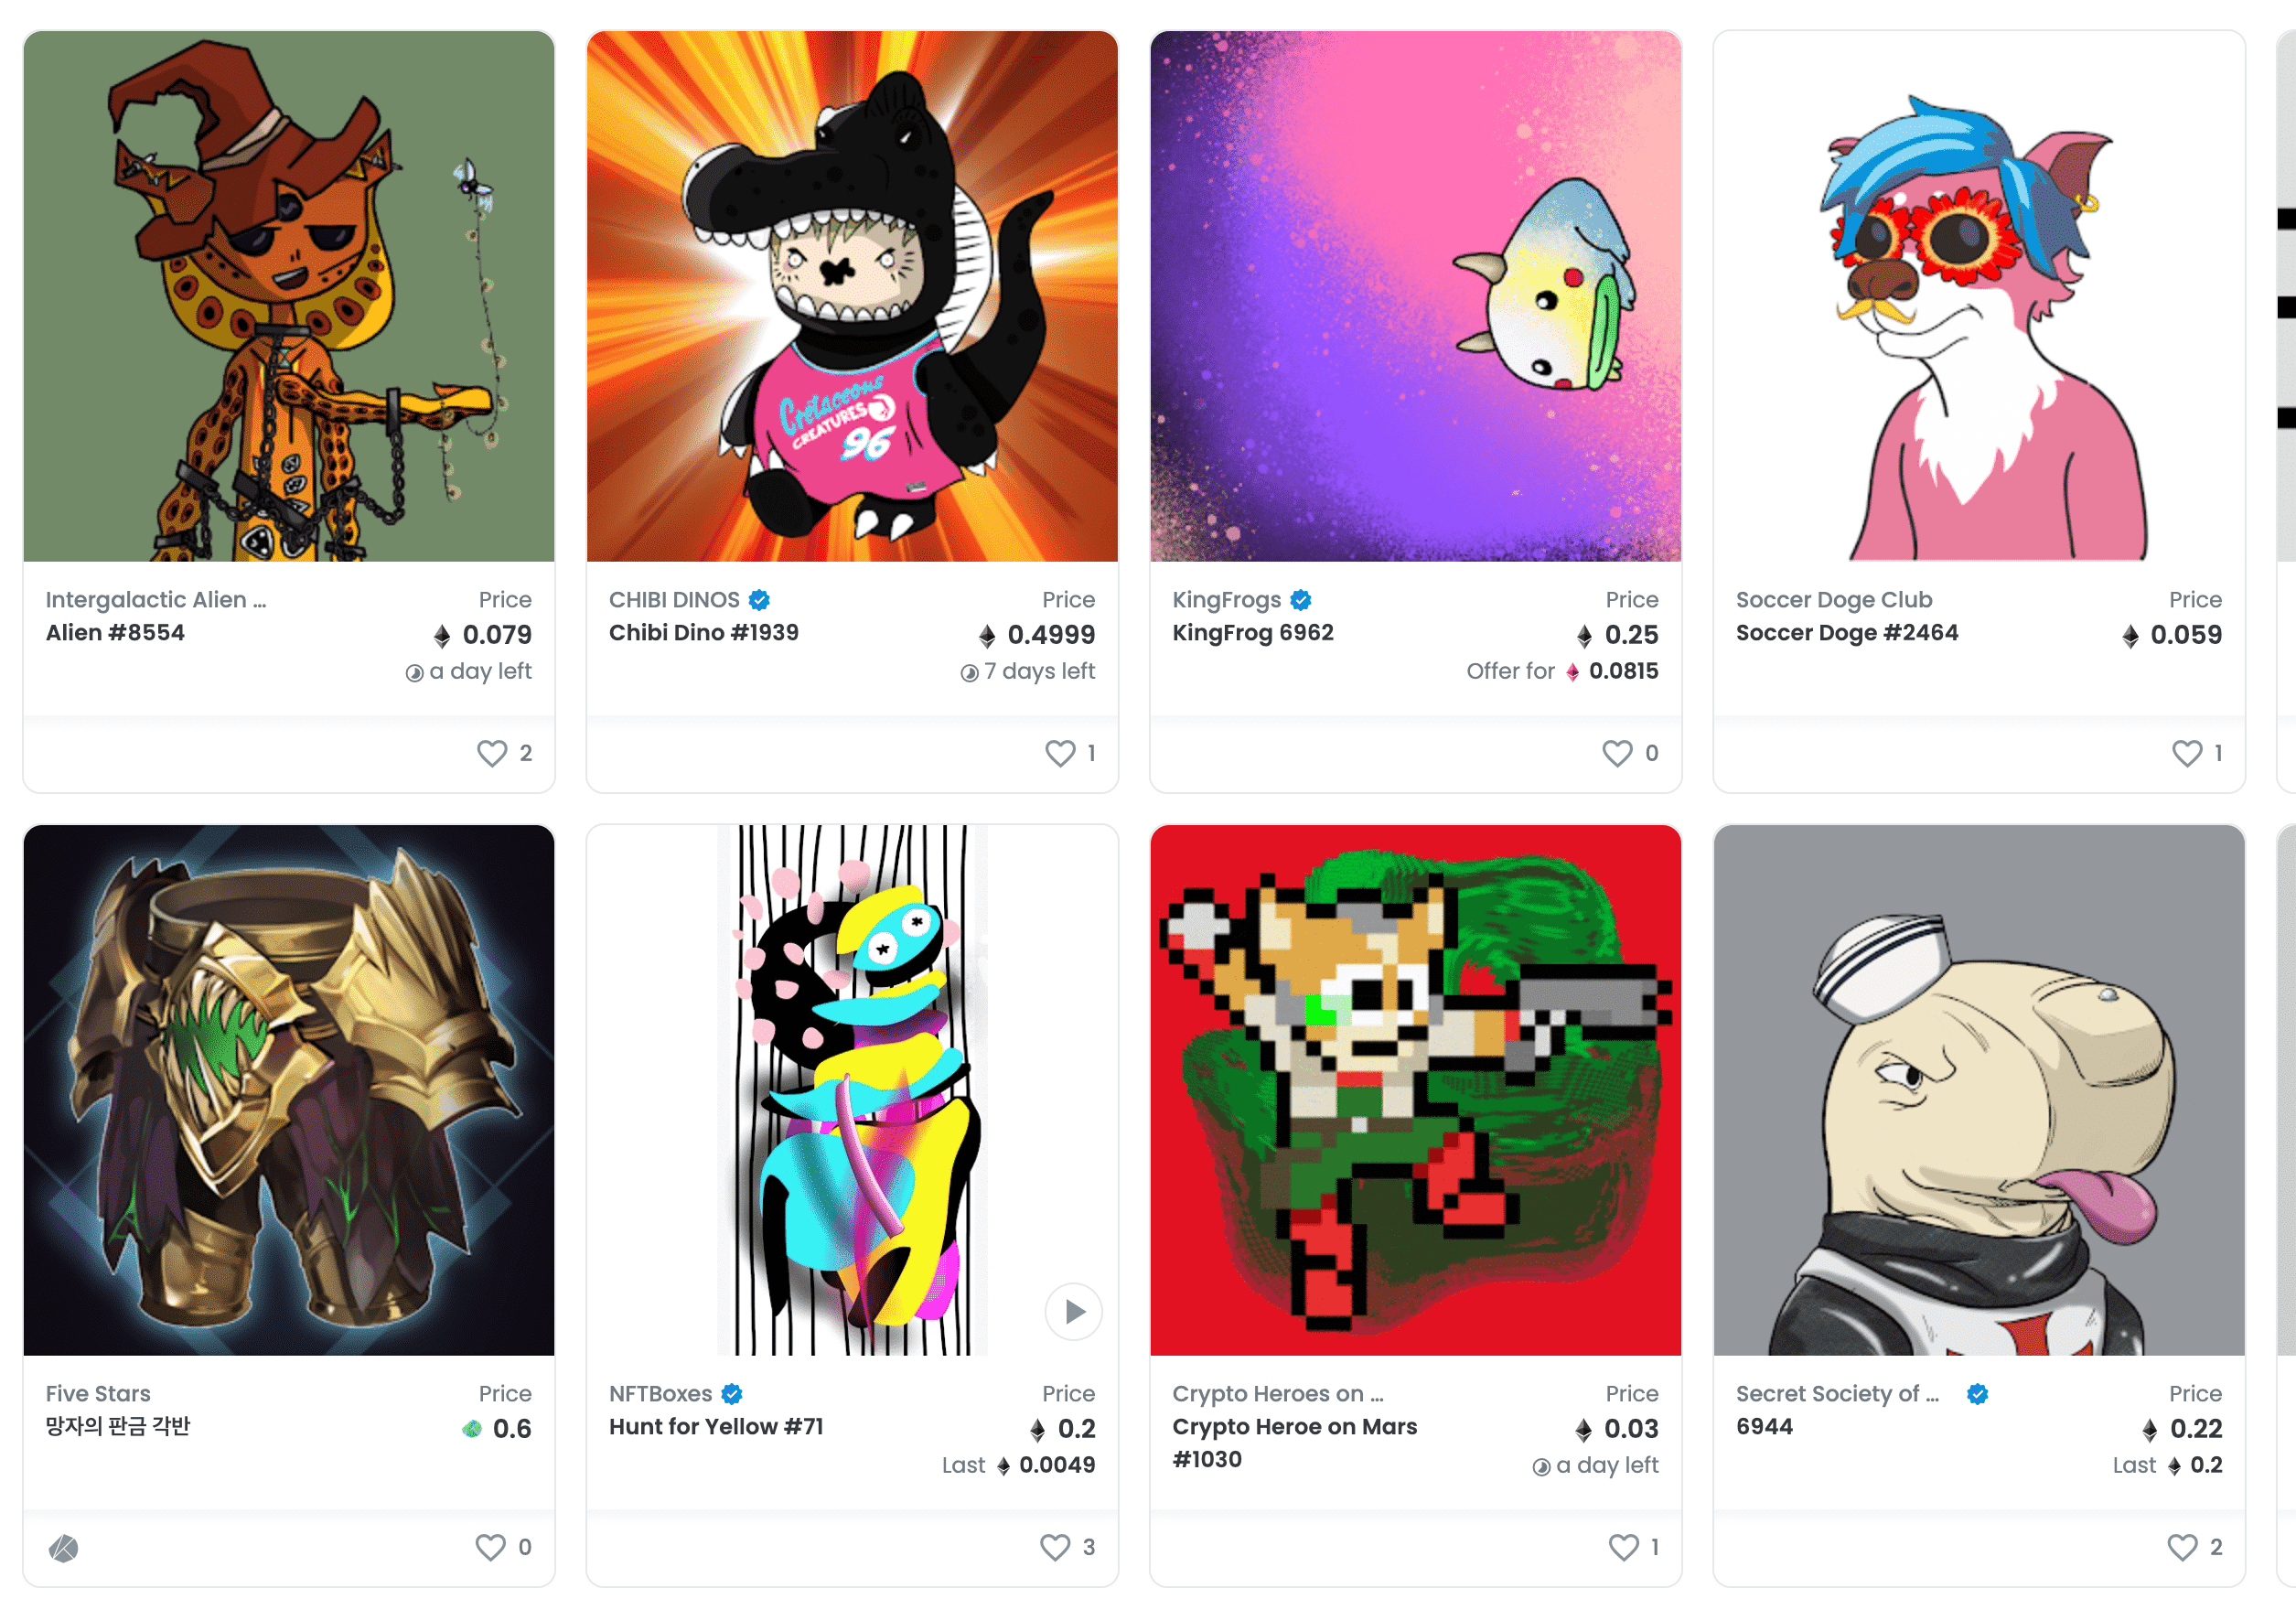 Cretaceous
CREATURES
96
Intergalactic Alien ...
Price
Alien #8554
0.079
a day left
2
CHIBI DINOS
Price
Chibi Dino #1939
0.4999
7 days left
1
KingFrogs
Price
KingFrog 6962
0.25
Offer for 0.0815
0
Soccer Doge Club
Price
Soccer Doge #2464
0.059
1
Five Stars
Price
망자의 판금 각반
0.6
0
NFTBoxes
Price
Hunt for Yellow #71
0.2
Last 0.0049
3
Crypto Heroes on ...
Price
Crypto Heroe on Mars
#1030
0.03
a day left
1
Secret Society of ...
Price
6944
0.22
Last 0.2
2